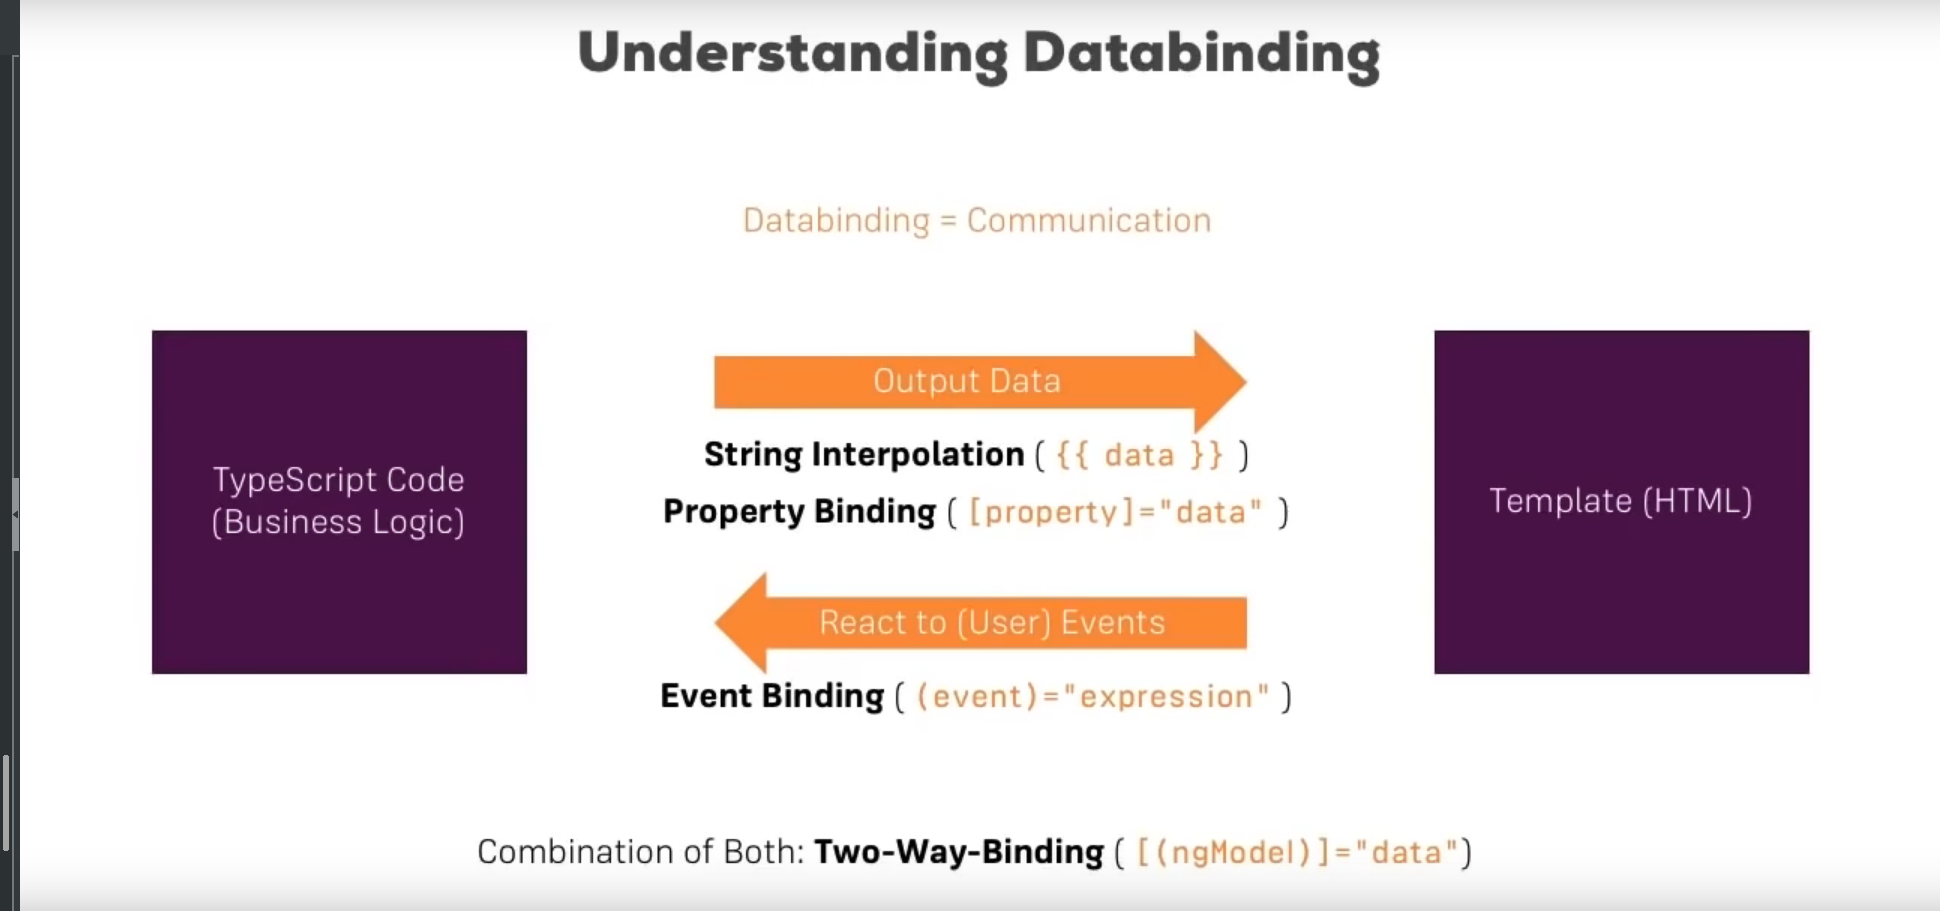 Understanding Databinding
Databinding = Communication
TypeScript Code
(Business Logic)
Output Data
String Interpolation ( {{ data }} )
Property Binding ( [property]="data" )
React to (User) Events
Event Binding ( (event)="expression" )
Template (HTML)
Combination of Both: Two-Way-Binding ( [(ngModel)]="data")